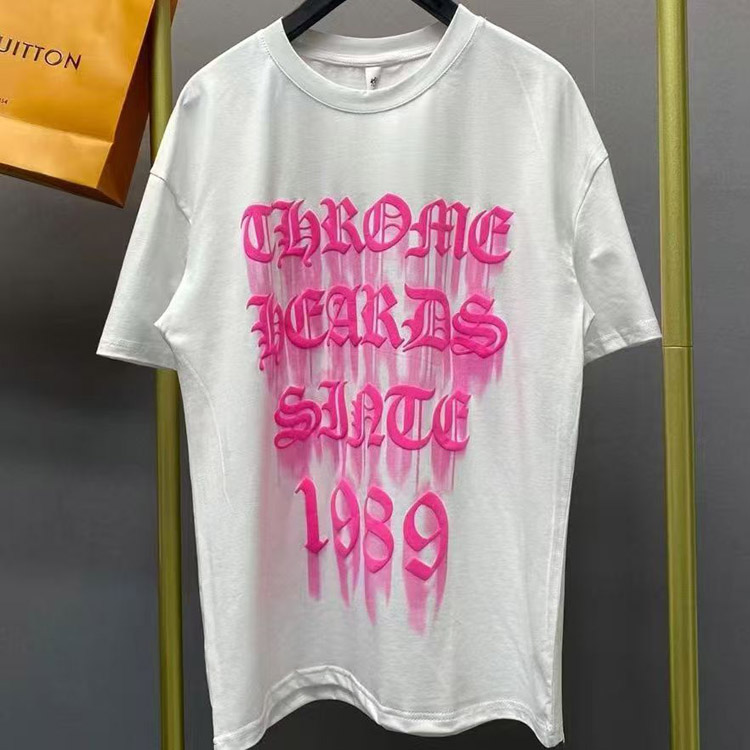 UITTON
THROME
HEARDS
SINTE
1989